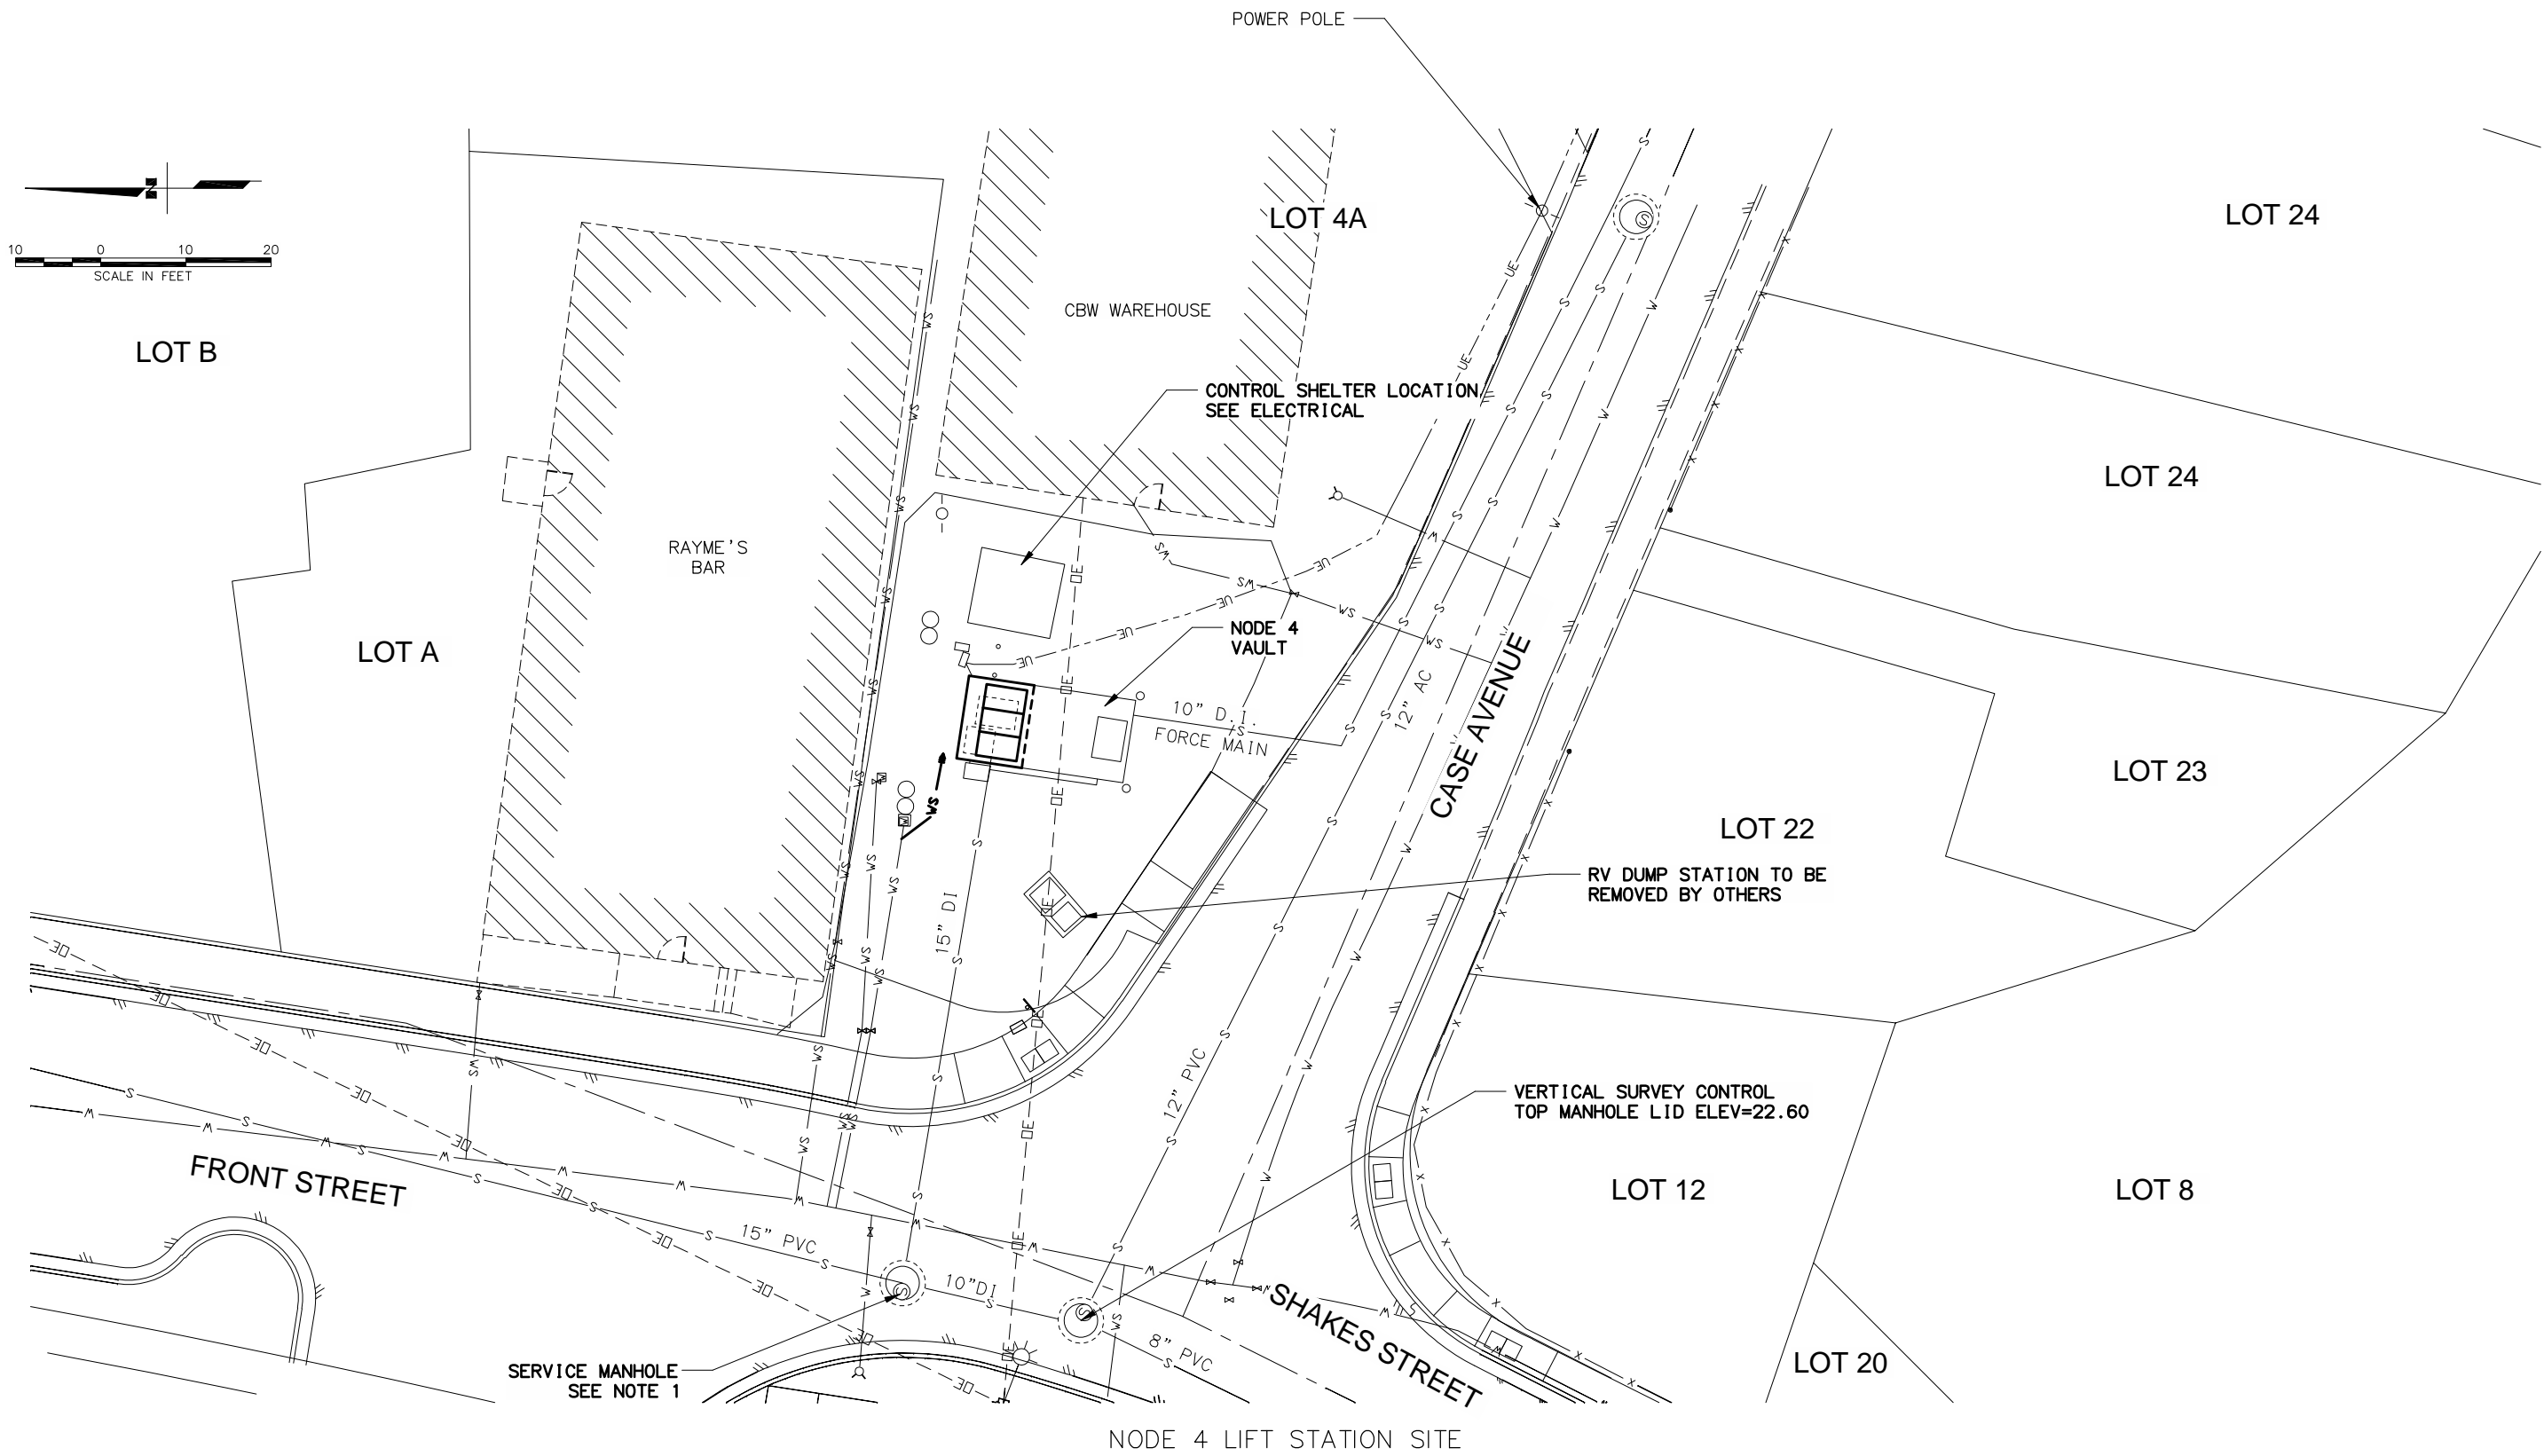 POWER POLE
N
10 0 10 20
SCALE IN FEET
LOT 4A
LOT 24
CBW WAREHOUSE
LOT B
CONTROL SHELTER LOCATION
SEE ELECTRICAL
LOT 24
RAYME'S
BAR
NODE 4
VAULT
LOT A
10" D.I.
FORCE MAIN
12" AC
CASE AVENUE
LOT 23
LOT 22
RV DUMP STATION TO BE
REMOVED BY OTHERS
15" DI
12" PVC
VERTICAL SURVEY CONTROL
TOP MANHOLE LID ELEV=22.60
FRONT STREET
LOT 12
LOT 8
15" PVC
10"DI
8" PVC
SHAKES STREET
LOT 20
SERVICE MANHOLE
SEE NOTE 1
NODE 4 LIFT STATION SITE